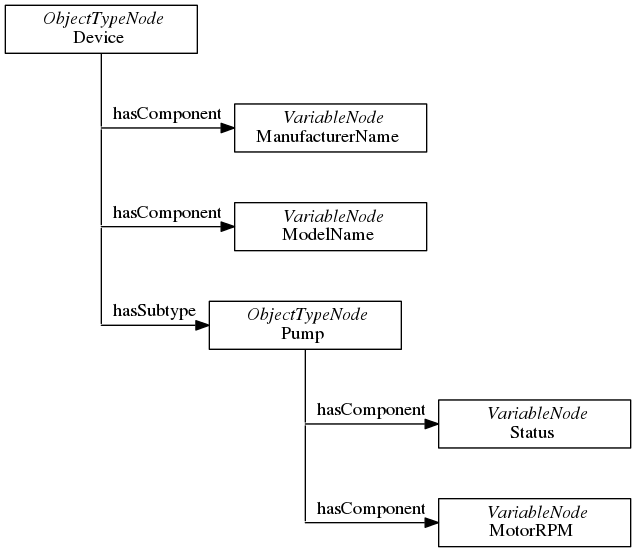 ObjectTypeNode
Device
hasComponent
VariableNode
ManufacturerName
hasComponent
VariableNode
ModelName
hasSubtype
ObjectTypeNode
Pump
hasComponent
VariableNode
Status
hasComponent
VariableNode
MotorRPM